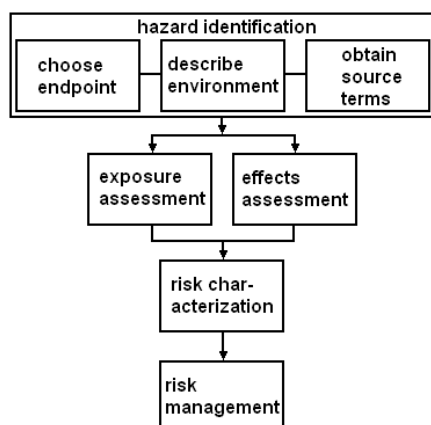 hazard identification
choose
endpoint
describe
environment
obtain
source
terms
exposure
assessment
effects
assessment
risk char-
acterization
risk
management